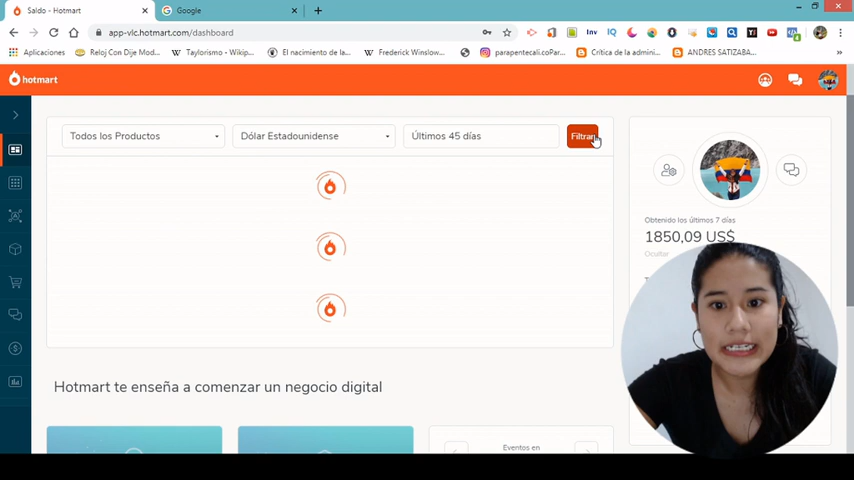 Saldo - Hotmart
Google
app-vlc.hotmart.com/dashboard
Aplicaciones
Reloj Con Dije Mod...
Taylorismo - Wikip...
El nacimiento de la...
Frederick Winslow...
parapentecali.coPar...
Crítica de la admini...
ANDRES SATIZABA...
hotmart
Todos los Productos
Dólar Estadounidense
Últimos 45 días
Filtrar
Obtenido los últimos 7 días
1850,09 US$
Ocultar
Hotmart te enseña a comenzar un negocio digital
Eventos en